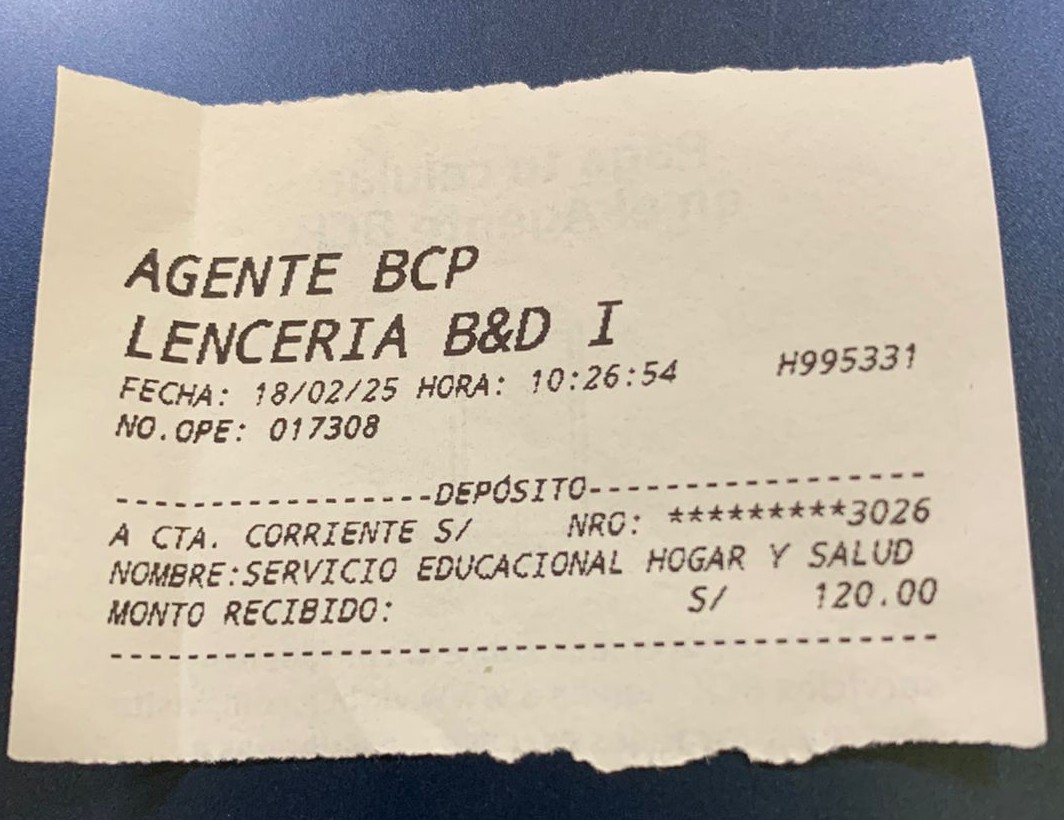 AGENTE BCP
LENCERIA B&D I
FECHA: 18/02/25 HORA: 10:26:54 H995331
NO.OPE: 017308
------------------DEPÓSITO------------------
A CTA. CORRIENTE S/ NRO: *********3026
NOMBRE:SERVICIO EDUCACIONAL HOGAR Y SALUD
MONTO RECIBIDO: S/ 120.00
--------------------------------------------